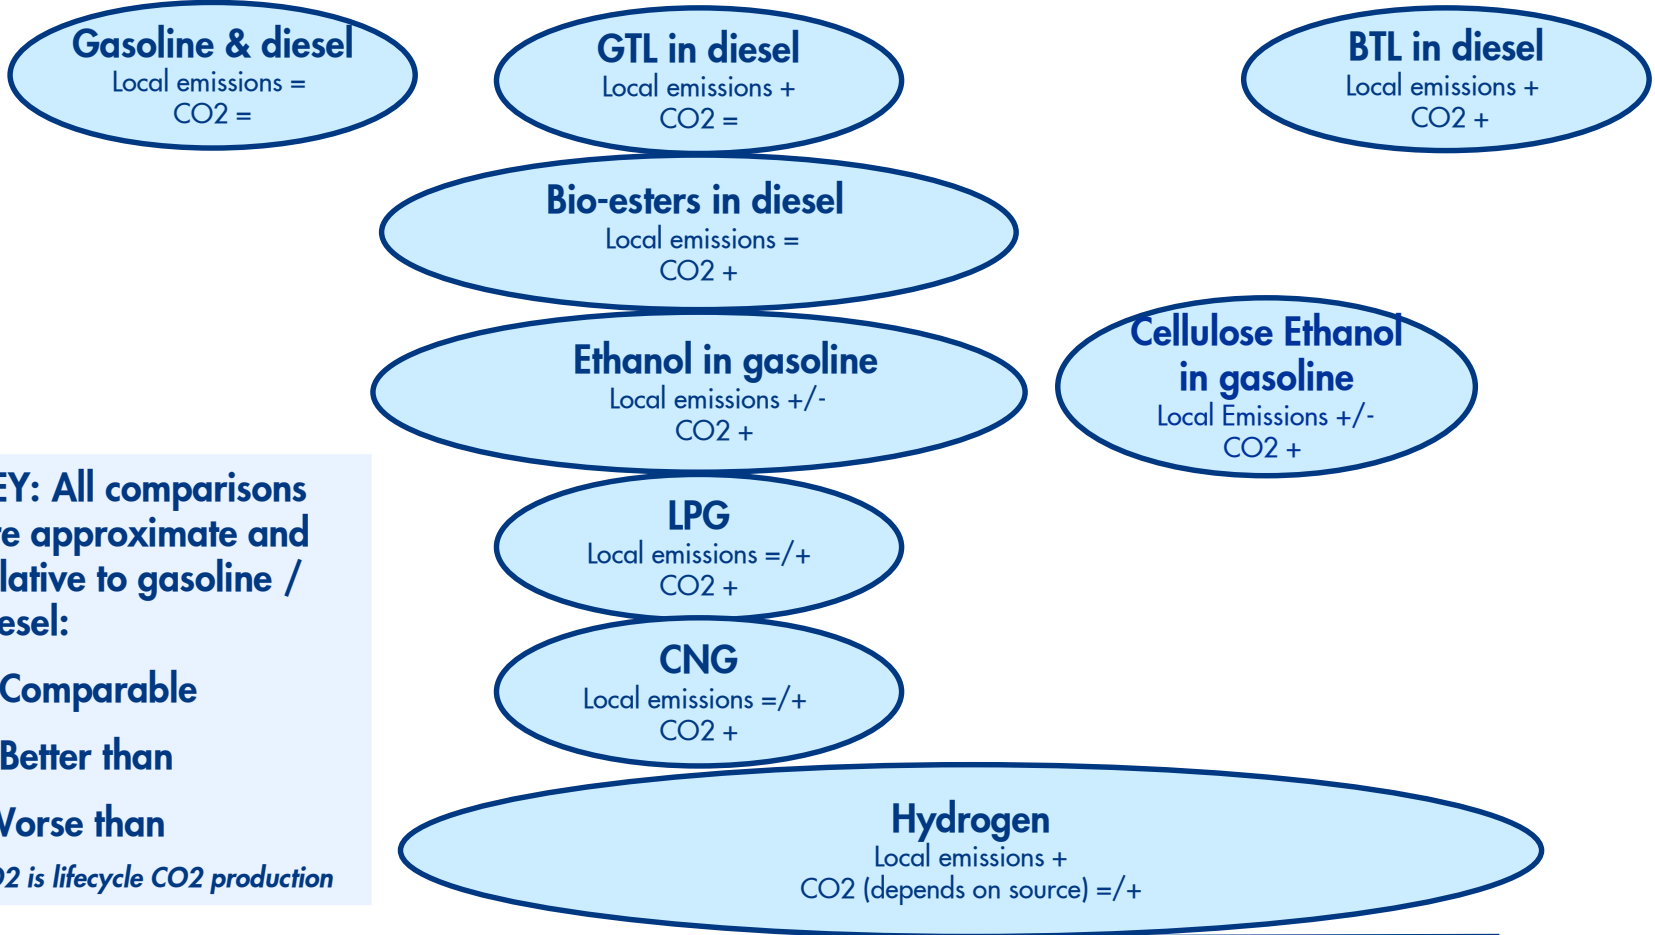 Gasoline & diesel
Local emissions =
CO2 =
GTL in diesel
Local emissions +
CO2 =
BTL in diesel
Local emissions +
CO2 +
Bio-esters in diesel
Local emissions =
CO2 +
Ethanol in gasoline
Local emissions +/-
CO2 +
Cellulose Ethanol
in gasoline
Local Emissions +/-
CO2 +
EY: All comparisons
re approximate and
lative to gasoline /
esel:
Comparable
Better than
Worse than
O2 is lifecycle CO2 production
LPG
Local emissions =/+
CO2 +
CNG
Local emissions =/+
CO2 +
Hydrogen
Local emissions +
CO2 (depends on source) =/+